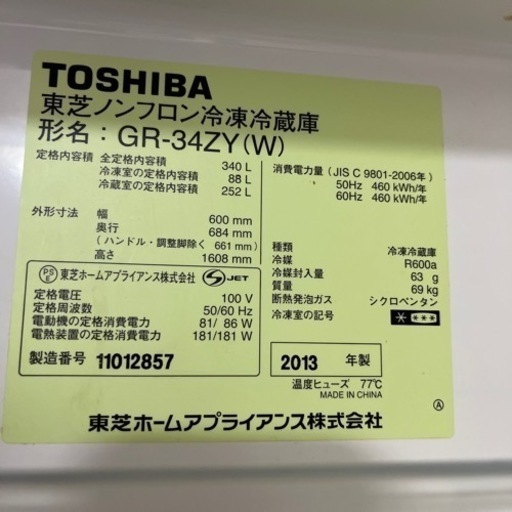 TOSHIBA
東芝ノンフロン冷凍冷蔵庫
形名：GR-34ZY(W)
定格内容積 全定格内容積 340 L
冷凍室の定格内容積 88 L
冷蔵室の定格内容積 252 L
外形寸法 幅 600 mm
奥行 684 mm
(ハンドル・調整脚除く 661 mm)
高さ 1608 mm
消費電力量 (JIS C 9801-2006年)
50Hz 460 kWh/年
60Hz 460 kWh/年
種類 冷凍冷蔵庫
冷媒 R600a
冷媒封入量 63 g
質量 69 kg
断熱発泡ガス シクロペンタン
冷凍室の記号
PS E 東芝ホームアプライアンス株式会社 S JET
定格電圧 100 V
定格周波数 50/60 Hz
電動機の定格消費電力 81/ 86 W
電熱装置の定格消費電力 181/181 W
製造番号 11012857
2013 年製
温度ヒューズ 77℃
MADE IN CHINA
東芝ホームアプライアンス株式会社
Ⓐ